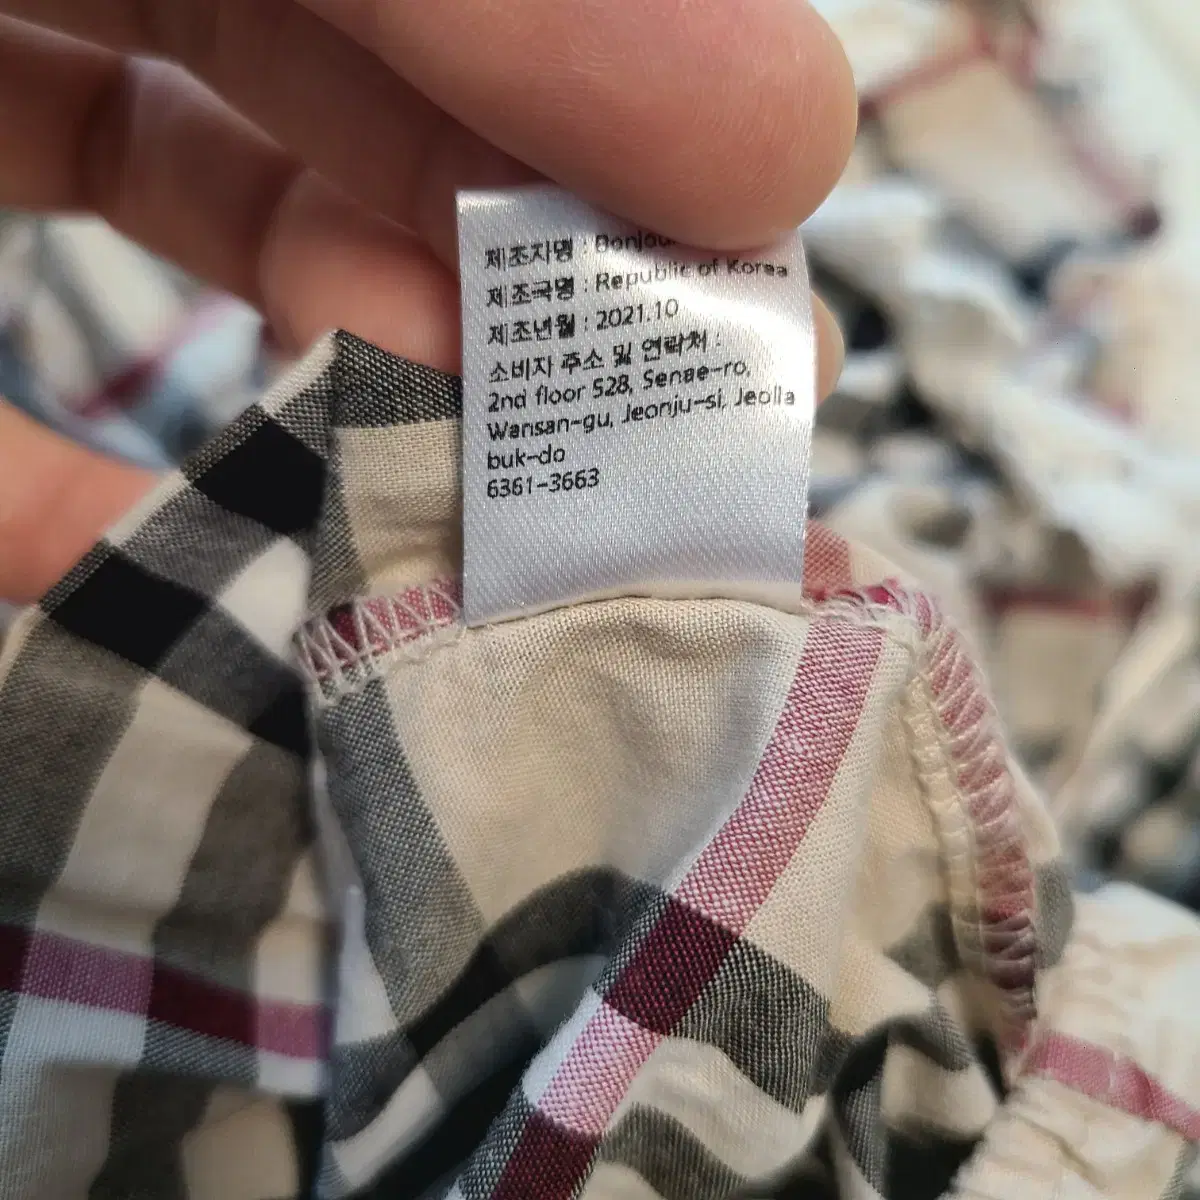 제조자명 : Bonjou
제조국명 : Republic of Korea
제조년월 : 2021.10
소비자 주소 및 연락처 :
2nd floor 528, Senae-ro,
Wansan-gu, Jeonju-si, Jeolla
buk-do
6361-3663